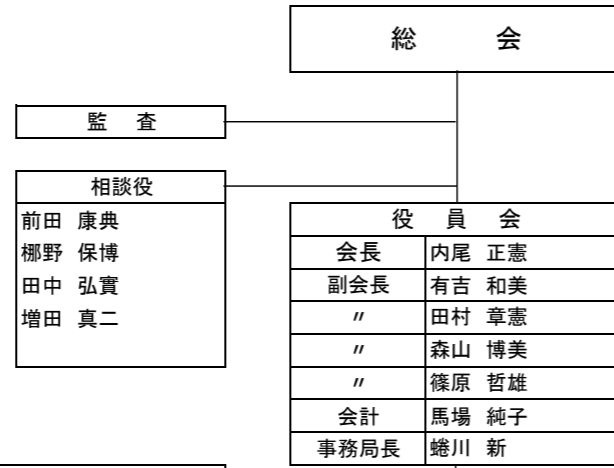 総 会
監 査
相談役
前田 康典
梛野 保博
田中 弘實
増田 真二
役 員 会
会長 内尾 正憲
副会長 有吉 和美
〃 田村 章憲
〃 森山 博美
〃 篠原 哲雄
会計 馬場 純子
事務局長 蜷川 新